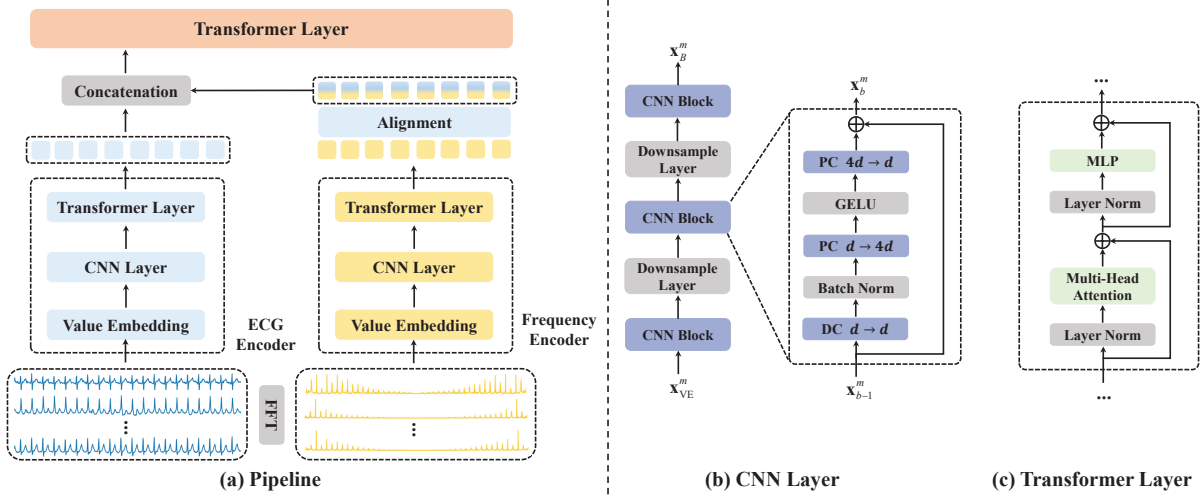 Transformer Layer
Concatenation
Alignment
Transformer Layer
CNN Layer
Value Embedding
ECG
Encoder
Transformer Layer
CNN Layer
Value Embedding
Frequency
Encoder
...
FFT
...
(a) Pipeline
x_B^m
CNN Block
Downsample
Layer
CNN Block
Downsample
Layer
CNN Block
x_VE^m
x_b^m
PC 4d → d
GELU
PC d → 4d
Batch Norm
DC d → d
x_{b−1}^m
(b) CNN Layer
...
MLP
Layer Norm
Multi-Head
Attention
Layer Norm
...
(c) Transformer Layer